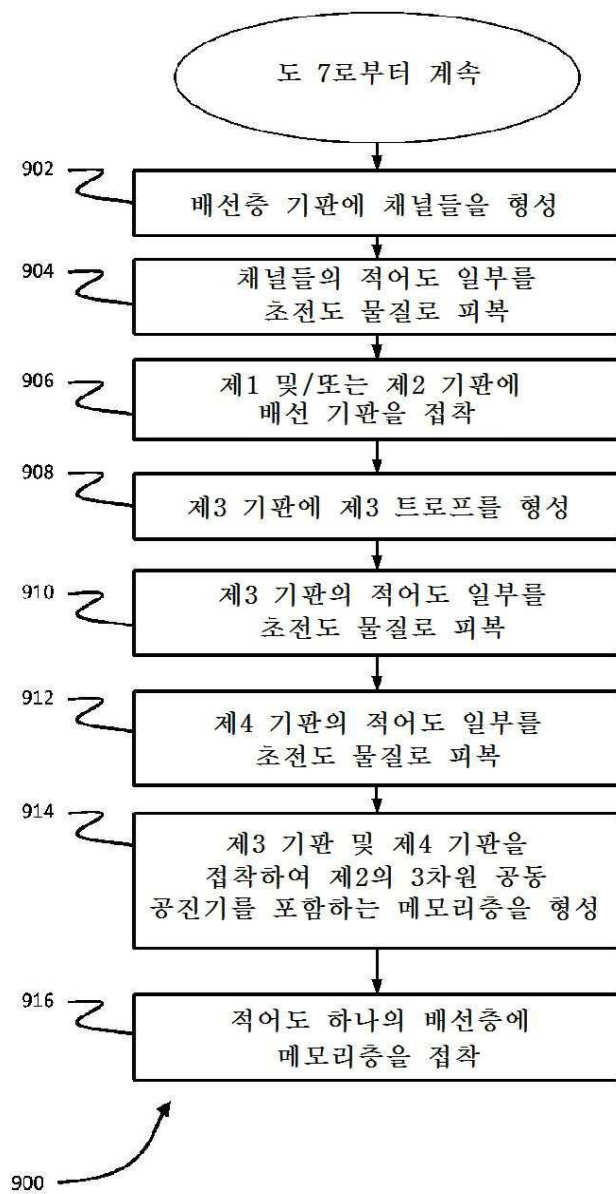 도 7로부터 계속
902
배선층 기판에 채널들을 형성
904
채널들의 적어도 일부를
초전도 물질로 피복
906
제1 및/또는 제2 기판에
배선 기판을 접착
908
제3 기판에 제3 트로프를 형성
910
제3 기판의 적어도 일부를
초전도 물질로 피복
912
제4 기판의 적어도 일부를
초전도 물질로 피복
914
제3 기판 및 제4 기판을
접착하여 제2의 3차원 공동
공진기를 포함하는 메모리층을 형성
916
적어도 하나의 배선층에
메모리층을 접착
900